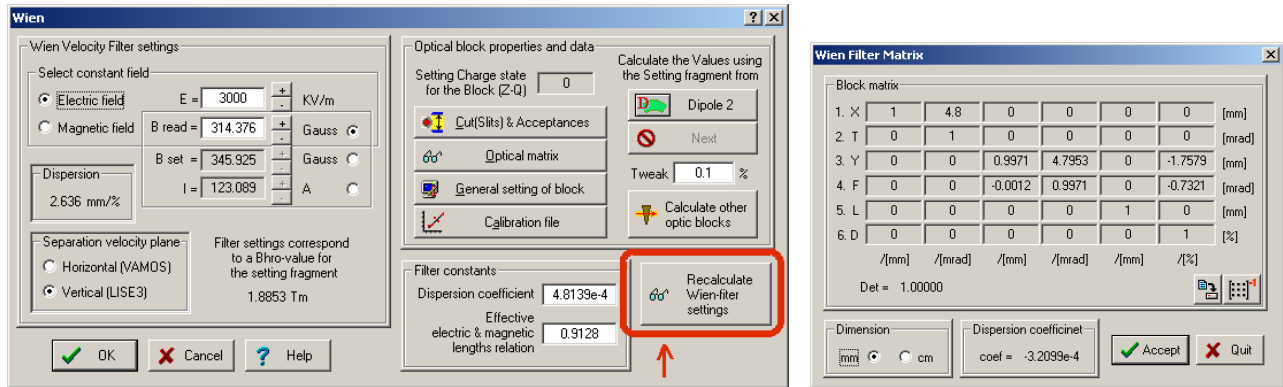 Wien
Wien Velocity Filter settings
Select constant field
Electric field E = 3000 + - KV/m
Magnetic field B read = 314.376 + - Gauss
B set = 345.925 + - Gauss
I = 123.089 + - A
Dispersion
2.636 mm/%
Separation velocity plane
Horizontal (VAMOS)
Vertical (LISE3)
Filter settings correspond
to a Bhro-value for
the setting fragment
1.8853 Tm
OK Cancel ? Help
Optical block properties and data
Setting Charge state
for the Block (Z-Q) 0
Cut(Slits) & Acceptances
Optical matrix
General setting of block
Calibration file
Calculate the Values using
the Setting fragment from
D Dipole 2
Next
Tweak 0.1 %
Calculate other
optic blocks
Filter constants
Dispersion coefficient 4.8139e-4
Effective
electric & magnetic
lengths relation 0.9128
Recalculate
Wien-fiter
settings
Wien Filter Matrix
Block matrix
1. X 1 4.8 0 0 0 0 [mm]
2. T 0 1 0 0 0 0 [mrad]
3. Y 0 0 0.9971 4.7953 0 -1.7579 [mm]
4. F 0 0 -0.0012 0.9971 0 -0.7321 [mrad]
5. L 0 0 0 0 1 0 [mm]
6. D 0 0 0 0 0 1 [%]
/[mm] /[mrad] /[mm] /[mrad] /[mm] /[%]
Det = 1.00000
Dimension
mm cm
Dispersion coefficinet
coef = -3.2099e-4
Accept Quit